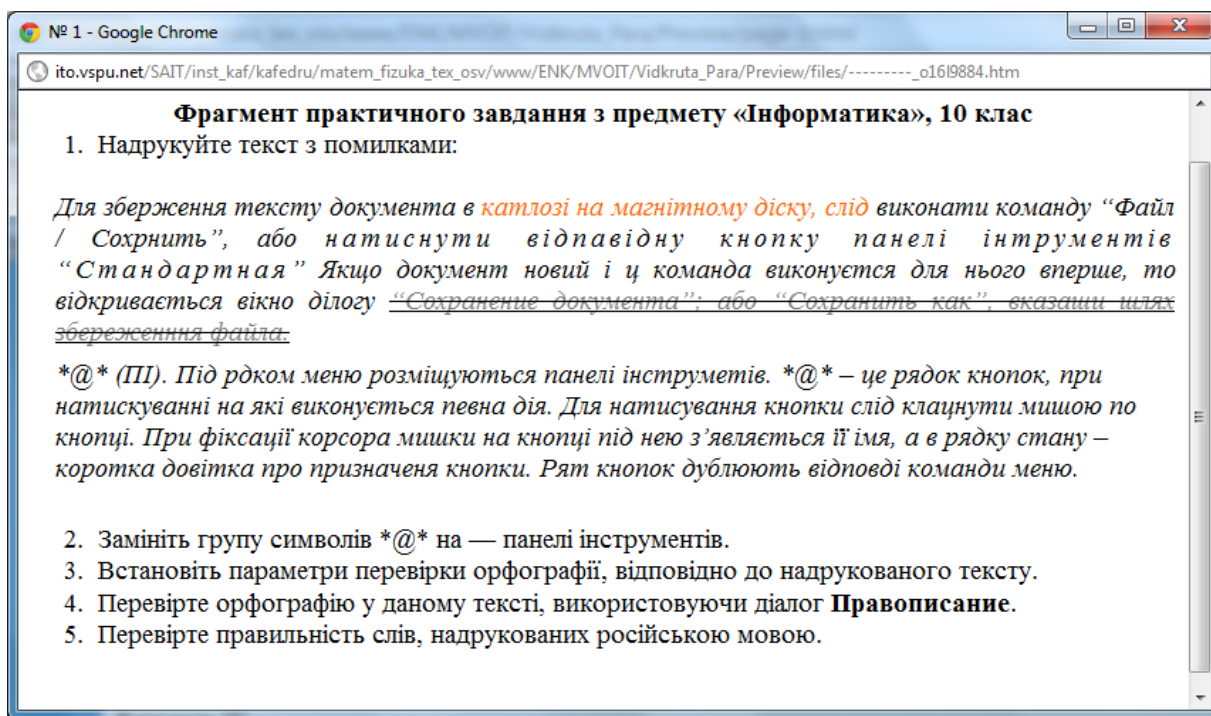 № 1 - Google Chrome
ito.vspu.net/SAIT/inst_kaf/kafedru/matem_fizuka_tex_osv/www/ENK/MVOIT/Vidkruta_Para/Preview/files/---------_o16l9884.htm
Фрагмент практичного завдання з предмету «Інформатика», 10 клас
1. Надрукуйте текст з помилками:
Для зберження тексту документа в катлозі на магнітному діску, слід виконати команду “Файл
/ Сохрнить”, або натиснути відпавідну кнопку панелі інтрументів
“Стандартная” Якщо документ новий і ц команда виконуєтся для нього вперше, то
відкривається вікно ділогу “Сохранение документа”; або “Сохранить как”, вказаши шлях
збереженння файла.
*@* (ПІ). Під рдком меню розміщуються панелі інструметів. *@* – це рядок кнопок, при
натискуванні на які виконується певна дія. Для натисування кнопки слід клацнути мишою по
кнопці. При фіксації корсора мишки на кнопці під нею з’являється її імя, а в рядку стану –
коротка довітка про призначеня кнопки. Рят кнопок дублюють відповді команди меню.
2. Замініть групу символів *@* на — панелі інструментів.
3. Встановіть параметри перевірки орфографії, відповідно до надрукованого тексту.
4. Перевірте орфографію у даному тексті, використовуючи діалог Правописание.
5. Перевірте правильність слів, надрукованих російською мовою.